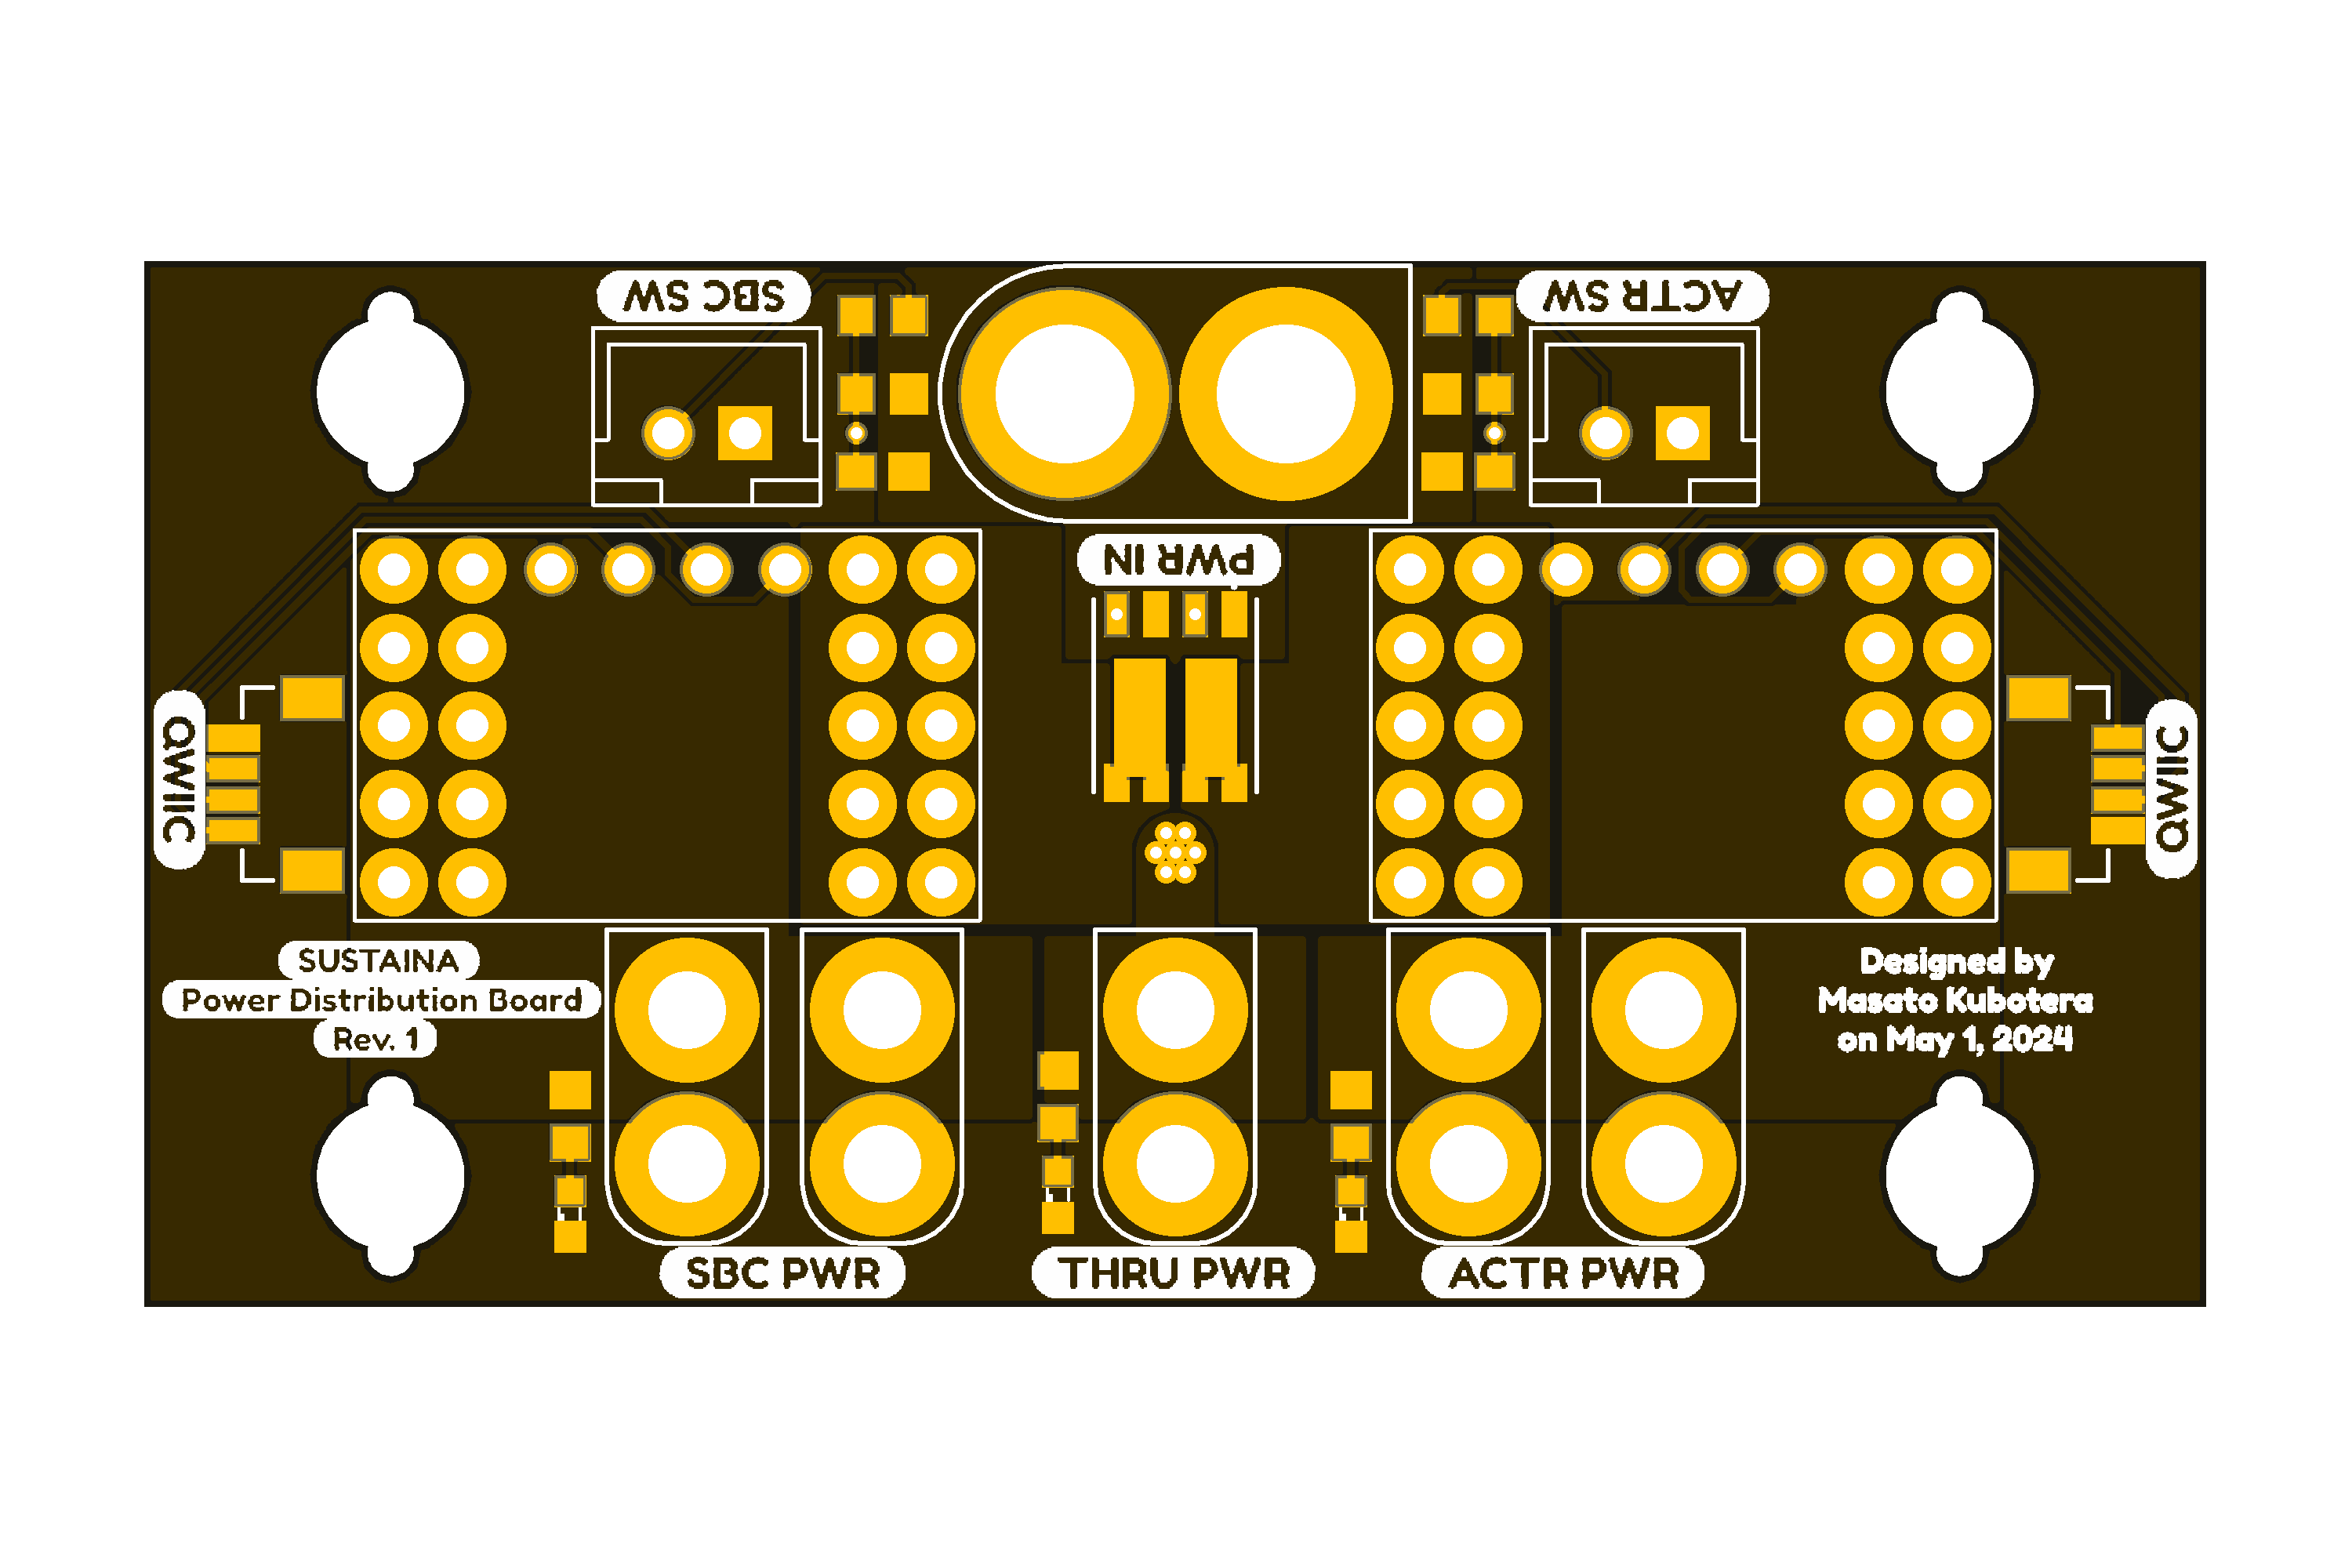 SBC SW
ACTR SW
PWR IN
QWIIC
QWIIC
SUSTAINA
Power Distribution Board
Rev. 1
Designed by
Masato Kubotera
on May 1, 2024
SBC PWR
THRU PWR
ACTR PWR